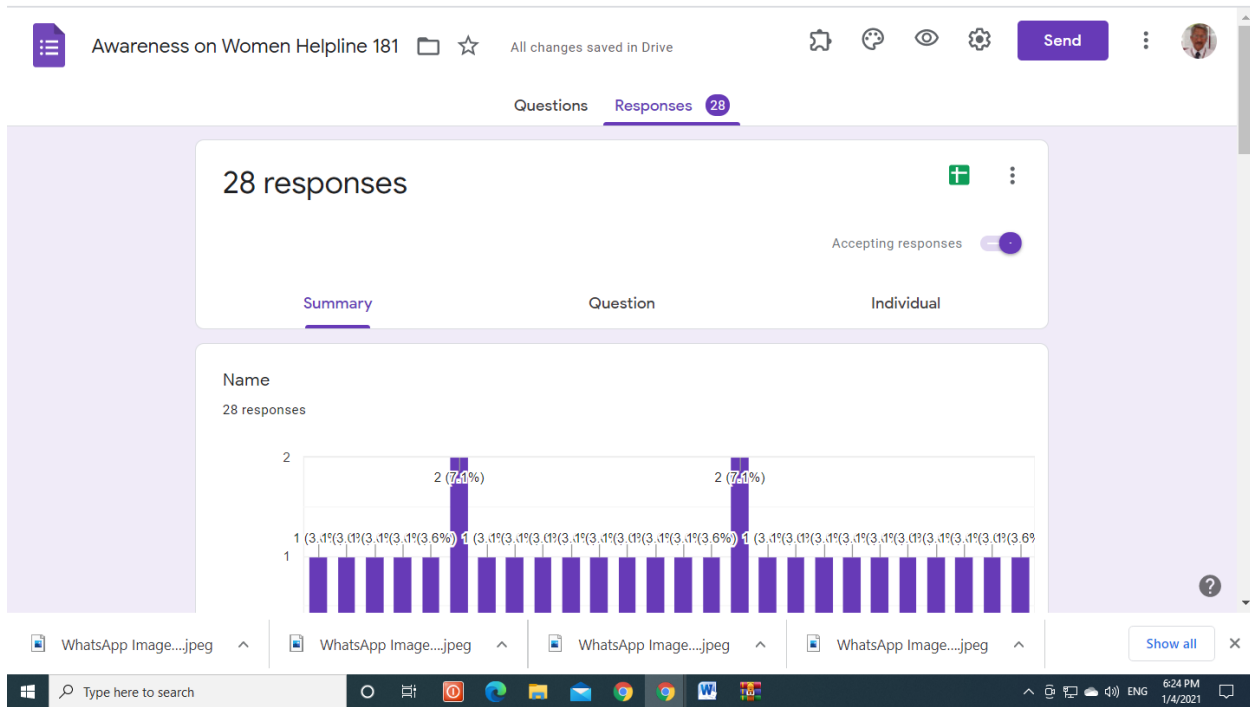 Awareness on Women Helpline 181
All changes saved in Drive
Send
Questions
Responses 28
28 responses
Accepting responses
Summary
Question
Individual
Name
28 responses
2
2 (7.1%)
2 (7.1%)
1
WhatsApp Image....jpeg
WhatsApp Image....jpeg
WhatsApp Image....jpeg
WhatsApp Image....jpeg
Show all
Type here to search
ENG
6:24 PM
1/4/2021